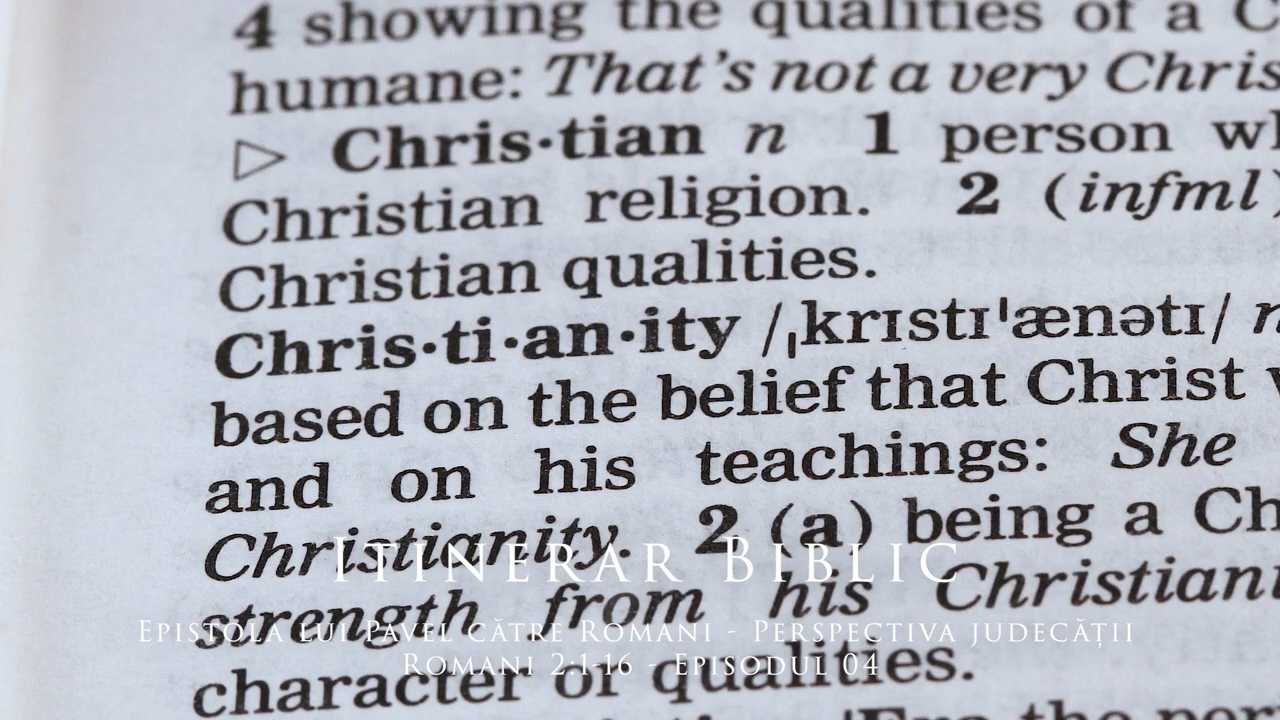 4 showing the qualities of a C
humane: That's not a very Chris
▷ Chris·tian n 1 person wh
Christian religion. 2 (infml)
Christian qualities.
Chris·ti·an·ity /ˌkrɪstɪˈænətɪ/ n
based on the belief that Christ w
and on his teachings: She
Christianity. 2 (a) being a Ch
strength from his Christiani
character or qualities.
Itinerar Biblic
Epistola lui Pavel către Romani - Perspectiva judecății
Romani 2:1-16 - Episodul 04